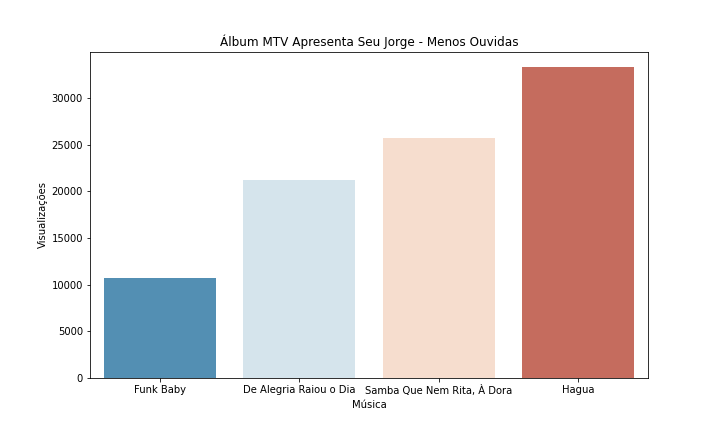 Álbum MTV Apresenta Seu Jorge - Menos Ouvidas
Visualizações
30000
25000
20000
15000
10000
5000
0
Funk Baby
De Alegria Raiou o Dia
Samba Que Nem Rita, À Dora
Hagua
Música